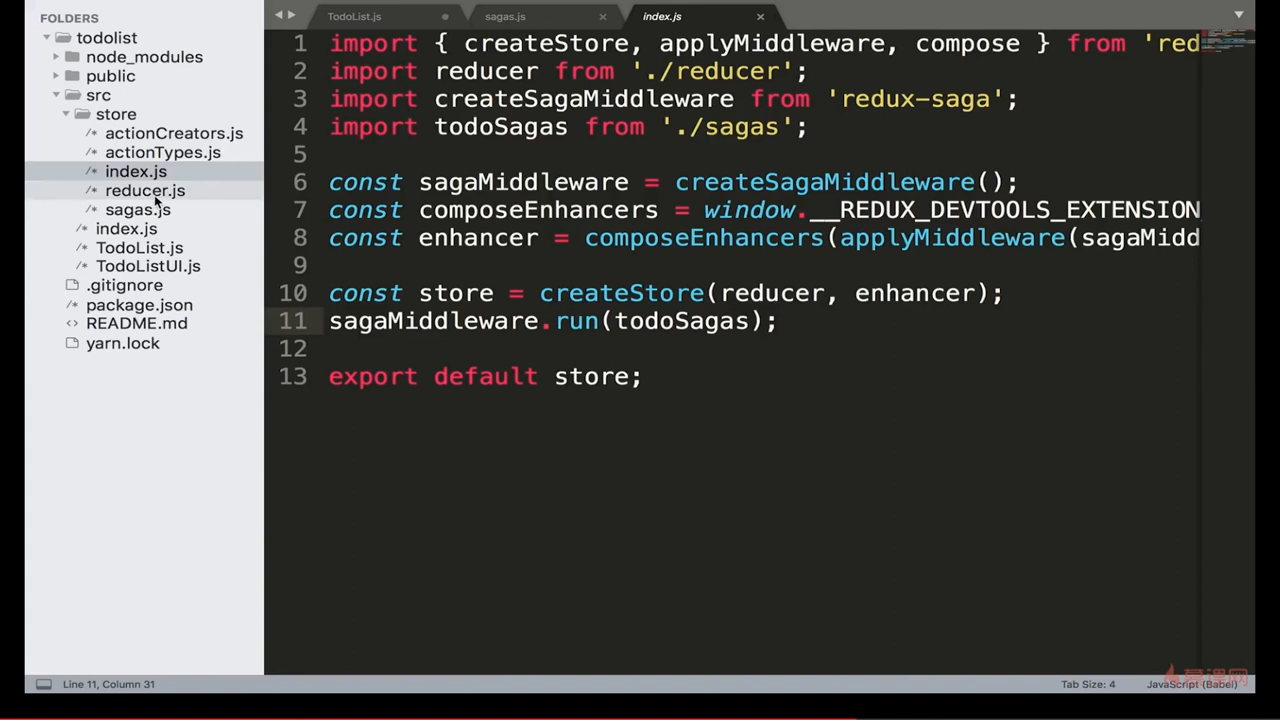 FOLDERS
todolist
node_modules
public
src
store
actionCreators.js
actionTypes.js
index.js
reducer.js
sagas.js
index.js
TodoList.js
TodoListUI.js
.gitignore
package.json
README.md
yarn.lock
TodoList.js
sagas.js
index.js
1 import { createStore, applyMiddleware, compose } from 'red
2 import reducer from './reducer';
3 import createSagaMiddleware from 'redux-saga';
4 import todoSagas from './sagas';
5
6 const sagaMiddleware = createSagaMiddleware();
7 const composeEnhancers = window.__REDUX_DEVTOOLS_EXTENSION
8 const enhancer = composeEnhancers(applyMiddleware(sagaMidd
9
10 const store = createStore(reducer, enhancer);
11 sagaMiddleware.run(todoSagas);
12
13 export default store;
慕课网
Line 11, Column 31
Tab Size: 4
JavaScript (Babel)